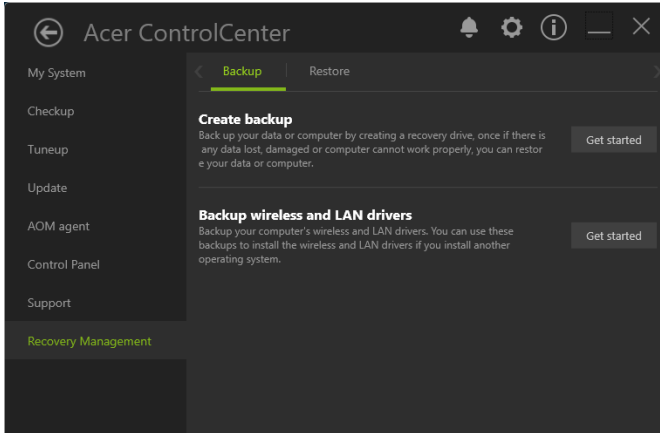 Acer ControlCenter
My System
Checkup
Tuneup
Update
AOM agent
Control Panel
Support
Recovery Management
Backup
Restore
Create backup
Back up your data or computer by creating a recovery drive, once if there is
any data lost, damaged or computer cannot work properly, you can restor
e your data or computer.
Get started
Backup wireless and LAN drivers
Backup your computer's wireless and LAN drivers. You can use these
backups to install the wireless and LAN drivers if you install another
operating system.
Get started